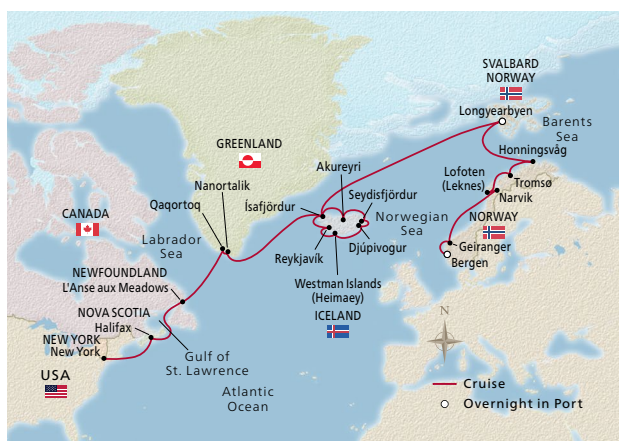 SVALBARD
NORWAY
Longyearbyen
Barents
Sea
Honningsvåg
GREENLAND
Akureyri
Lofoten
(Leknes)
Tromsø
Nanortalik
Seydisfjördur
Narvik
Qaqortoq
Ísafjördur
CANADA
Norwegian
Sea
NORWAY
Labrador
Sea
Djúpivogur
Geiranger
Reykjavík
Bergen
NEWFOUNDLAND
L'Anse aux Meadows
Westman Islands
(Heimaey)
ICELAND
NOVA SCOTIA
Halifax
NEW YORK
New York
Gulf of
St. Lawrence
N
USA
Atlantic
Ocean
Cruise
Overnight in Port